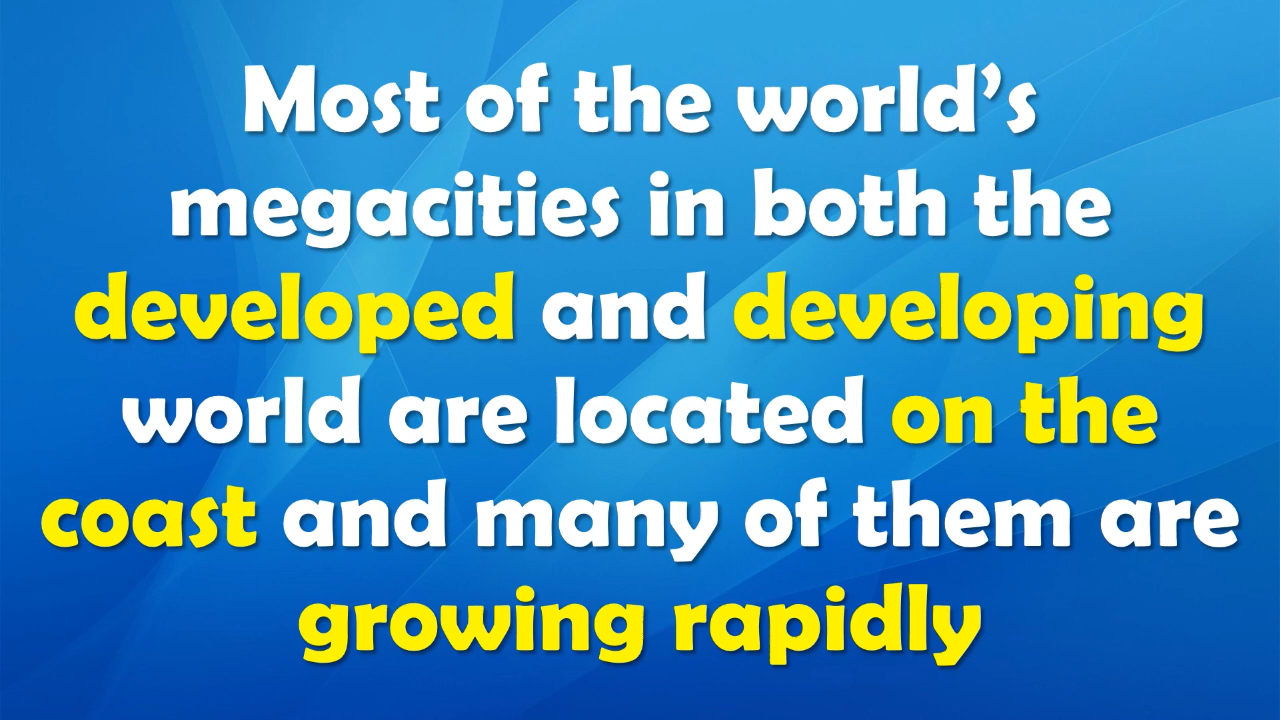 Most of the world’s
megacities in both the
developed and developing
world are located on the
coast and many of them are
growing rapidly